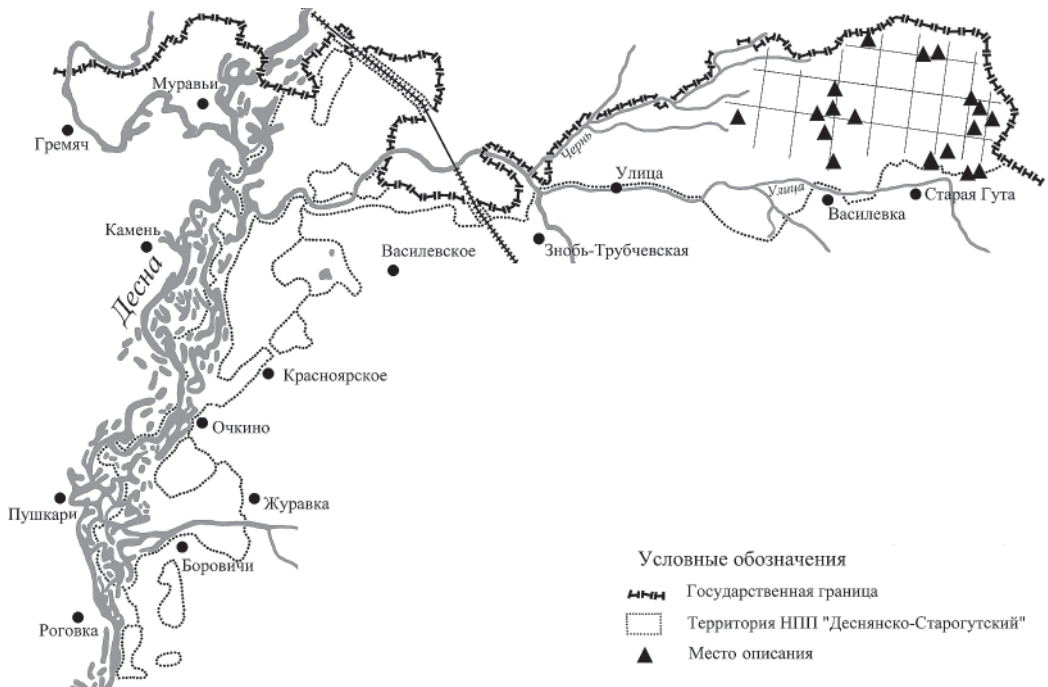 Муравьи
Гремяч
Чернь
Улица
Улица
Старая Гута
Василевка
Камень
Знобь-Трубчевская
Василевское
Десна
Красноярское
Очкино
Журавка
Пушкари
Боровичи
Роговка
Условные обозначения
Государственная граница
Территория НПП "Деснянско-Старогутский"
Место описания